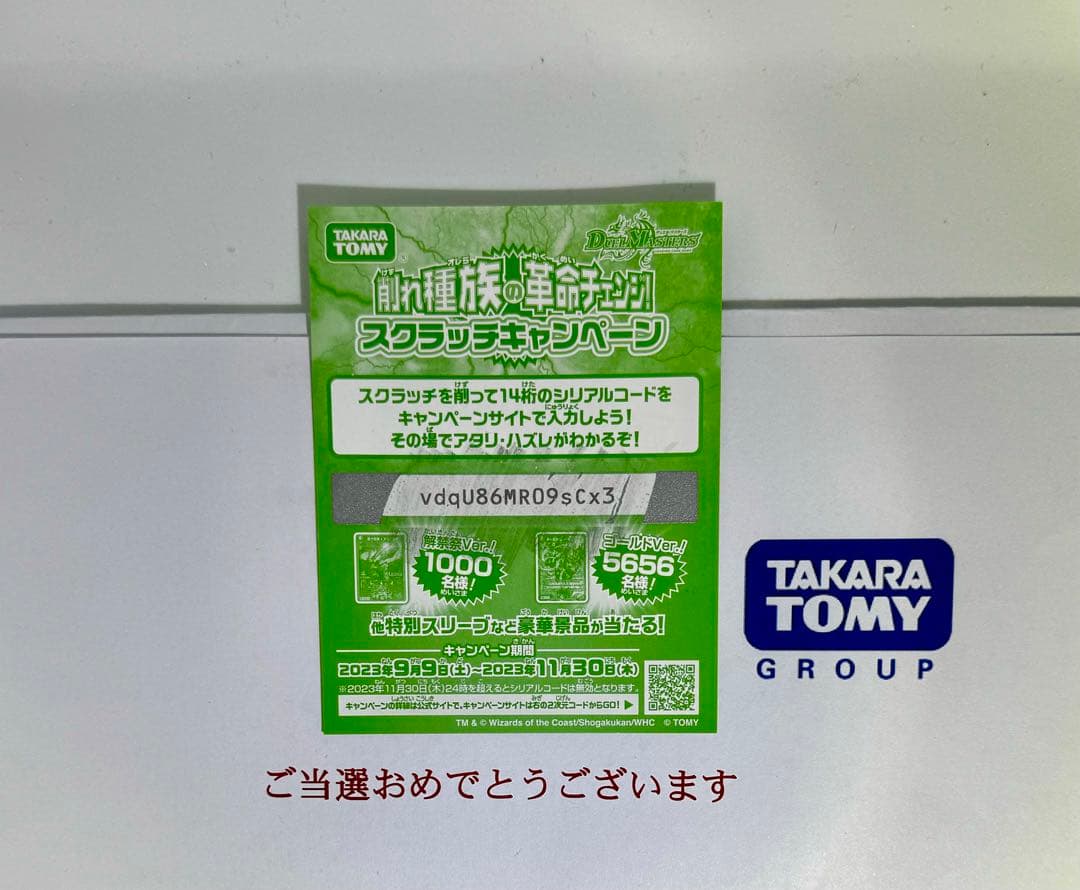 TAKARA
TOMY
DUEL MASTERS
削れ種族の革命チェンジ!
スクラッチキャンペーン
スクラッチを削って14桁のシリアルコードを
キャンペーンサイトで入力しよう!
その場でアタリ・ハズレがわかるぞ!
vdqU86MRO9sCx3
解禁祭Ver.!
1000
名様!
ゴールドVer.!
5656
名様!
他特別スリーブなど豪華景品が当たる!
キャンペーン期間
2023年9月9日(土)~2023年11月30日(木)
※2023年11月30日(木)24時を超えるとシリアルコードは無効となります。
キャンペーンの詳細は公式サイトで。キャンペーンサイトは右の2次元コードからGO!
TM & © Wizards of the Coast/Shogakukan/WHC © TOMY
TAKARA
TOMY
GROUP
ご当選おめでとうございます